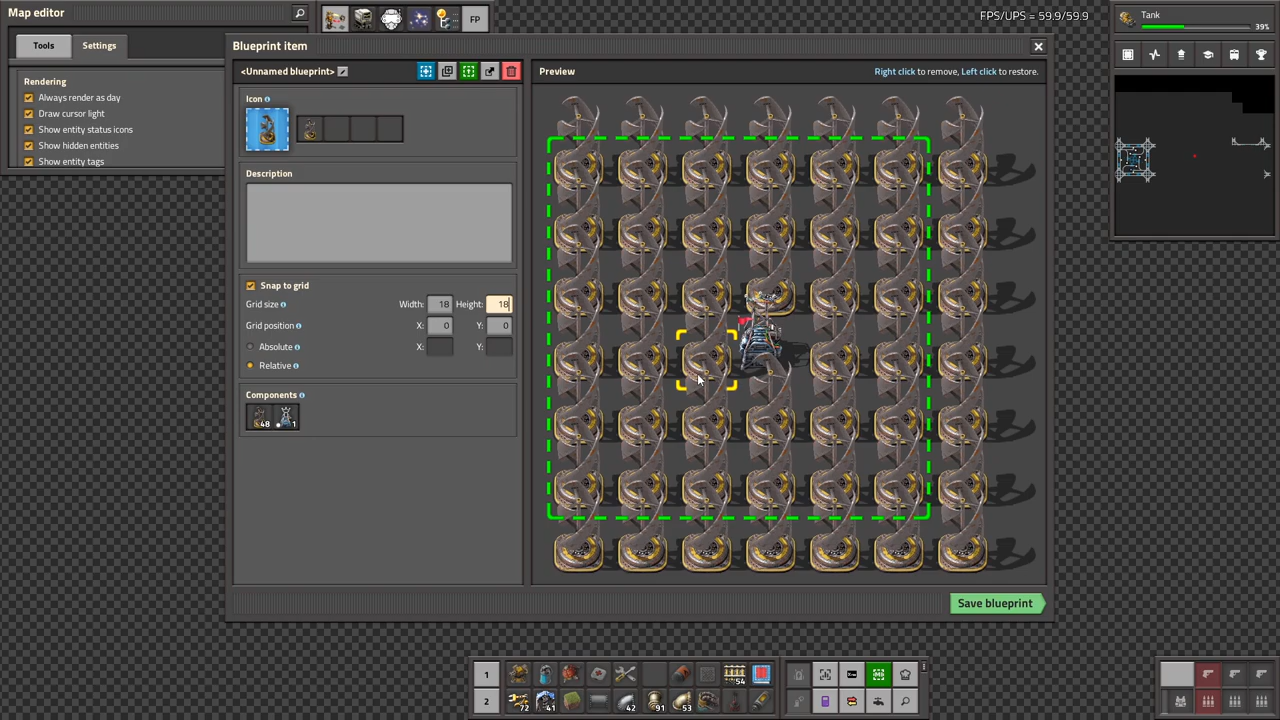 Map editor
FP
FPS/UPS = 59.9/59.9
Tank
39%
Tools
Settings
Rendering
Always render as day
Draw cursor light
Show entity status icons
Show hidden entities
Show entity tags
Blueprint item
<Unnamed blueprint>
Preview
Right click to remove, Left click to restore.
Icon
Description
Snap to grid
Grid size
Width: 18
Height: 18
Grid position
X: 0
Y: 0
Absolute
X:
Y:
Relative
Components
48
1
Save blueprint
1
54
2
72
41
42
91
53